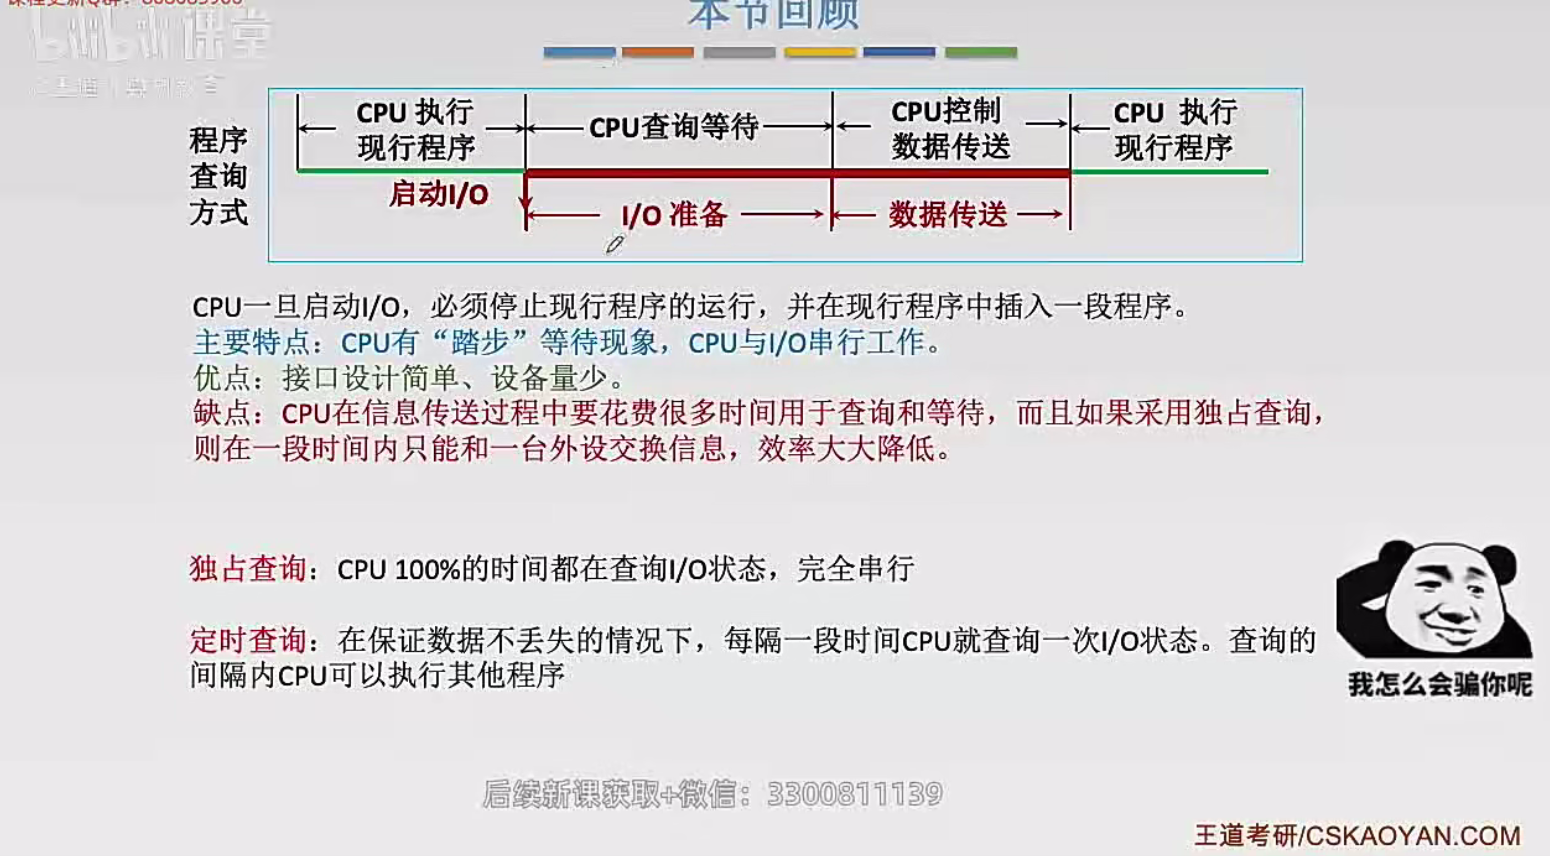 本节回顾
程序
查询
方式
CPU 执行
现行程序
CPU查询等待
CPU控制
数据传送
CPU 执行
现行程序
启动I/O
I/O 准备
数据传送
CPU一旦启动I/O，必须停止现行程序的运行，并在现行程序中插入一段程序。
主要特点：CPU有“踏步”等待现象，CPU与I/O串行工作。
优点：接口设计简单、设备量少。
缺点：CPU在信息传送过程中要花费很多时间用于查询和等待，而且如果采用独占查询，
则在一段时间内只能和一台外设交换信息，效率大大降低。
独占查询：CPU 100%的时间都在查询I/O状态，完全串行
定时查询：在保证数据不丢失的情况下，每隔一段时间CPU就查询一次I/O状态。查询的
间隔内CPU可以执行其他程序
我怎么会骗你呢
后续新课获取+微信：3300811139
王道考研/CSKAOYAN.COM
bilibili课堂